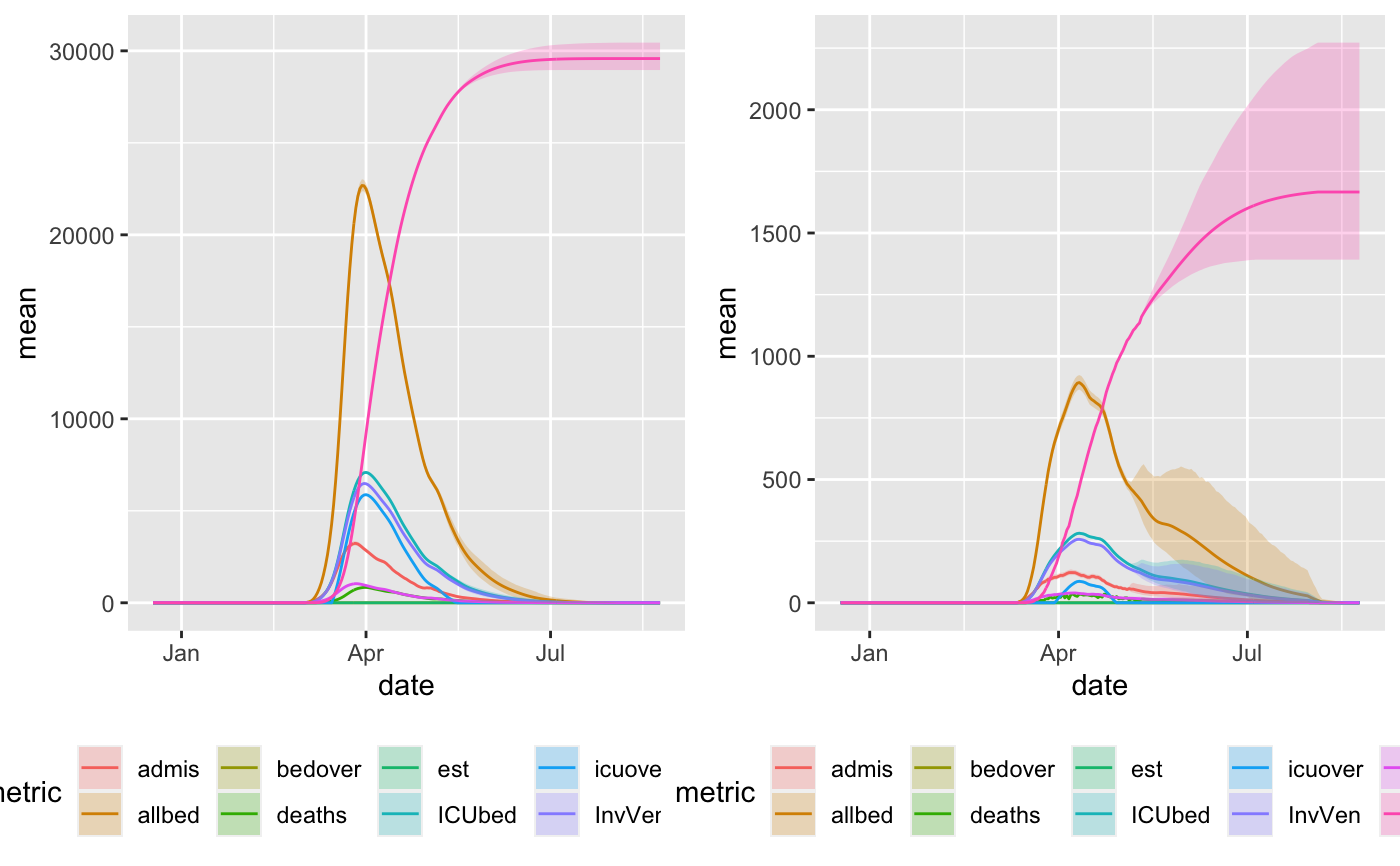 30000
20000
10000
0
mean
Jan Apr Jul
date
2000
1500
1000
500
0
mean
Jan Apr Jul
date
netric
admis bedover est icuove
allbed deaths ICUbed InvVer
metric
admis bedover est icuover
allbed deaths ICUbed InvVen